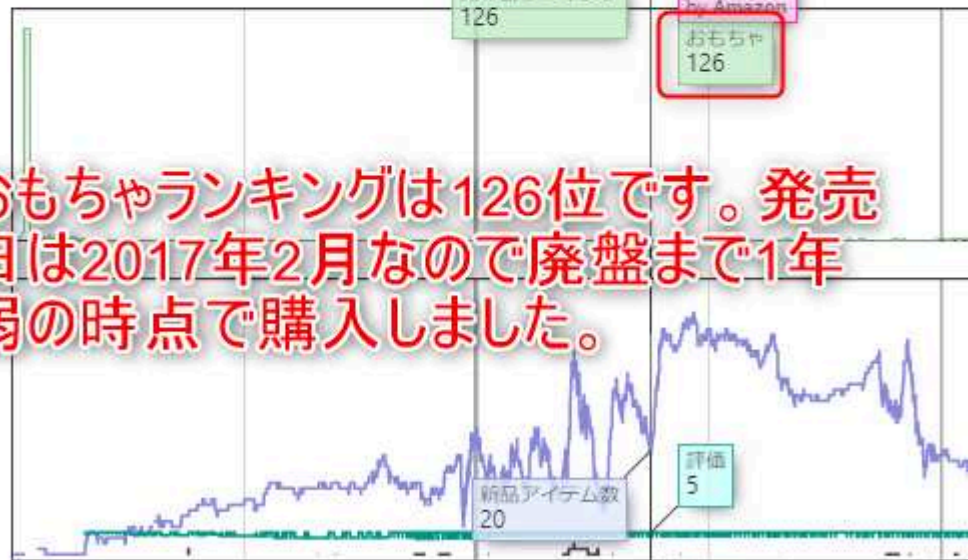 126
by Amazon
おもちゃ
126
おもちゃランキングは126位です。発売
日は2017年2月なので廃盤まで1年
弱の時点で購入しました。
評価
5
新品アイテム数
20